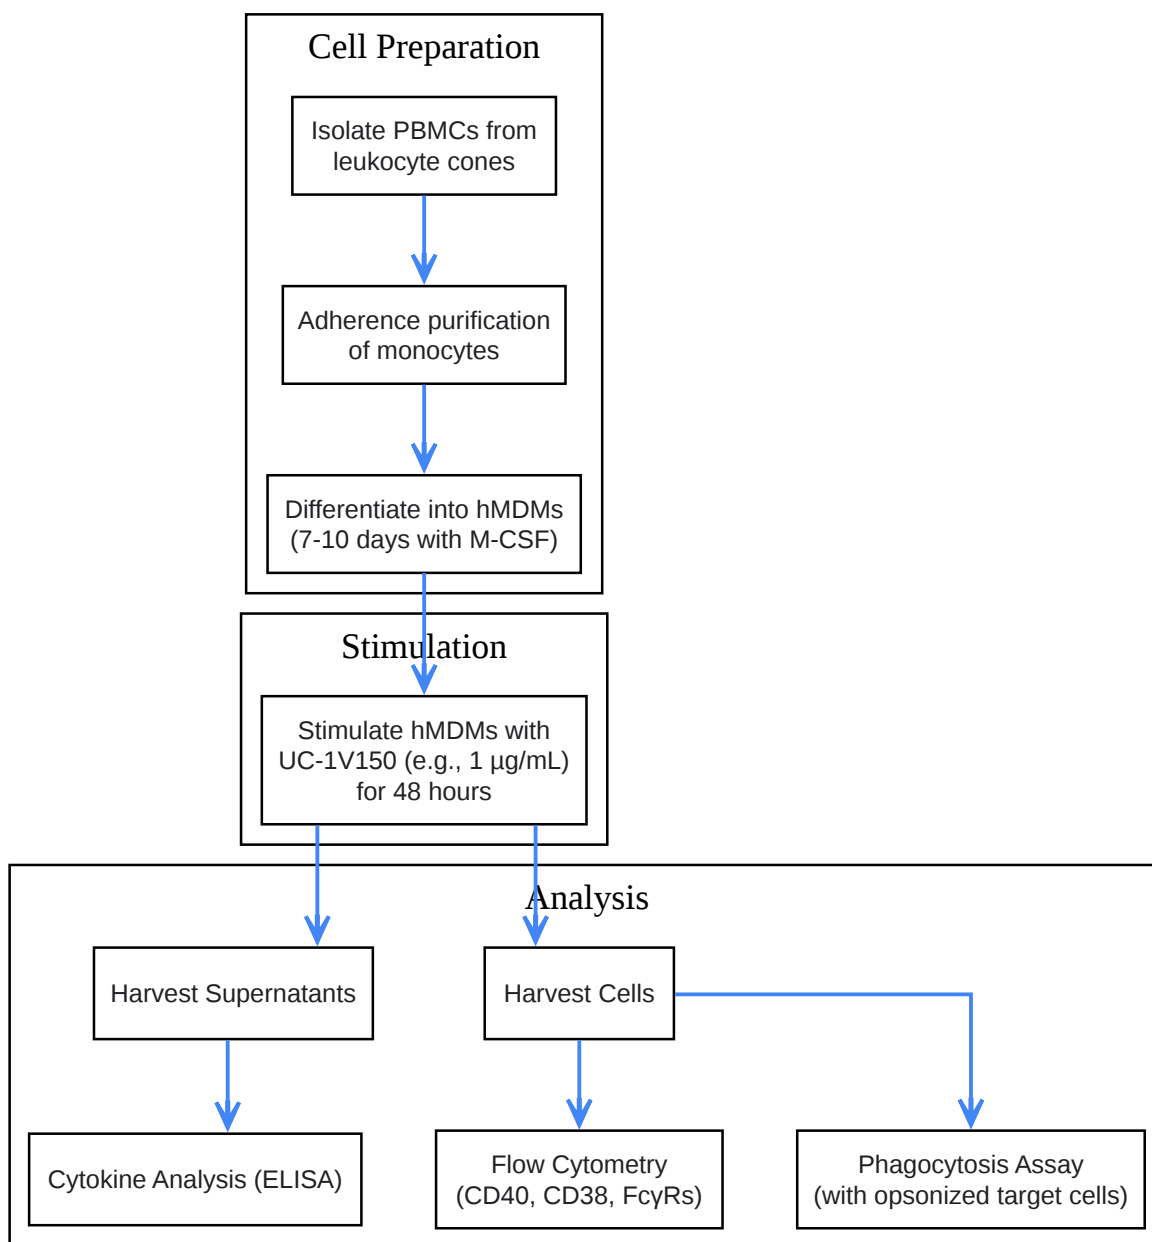 Cell Preparation
Isolate PBMCs from
leukocyte cones
Adherence purification
of monocytes
Differentiate into hMDMs
(7-10 days with M-CSF)
Stimulation
Stimulate hMDMs with
UC-1V150 (e.g., 1 µg/mL)
for 48 hours
Analysis
Harvest Supernatants
Harvest Cells
Cytokine Analysis (ELISA)
Flow Cytometry
(CD40, CD38, FcγRs)
Phagocytosis Assay
(with opsonized target cells)